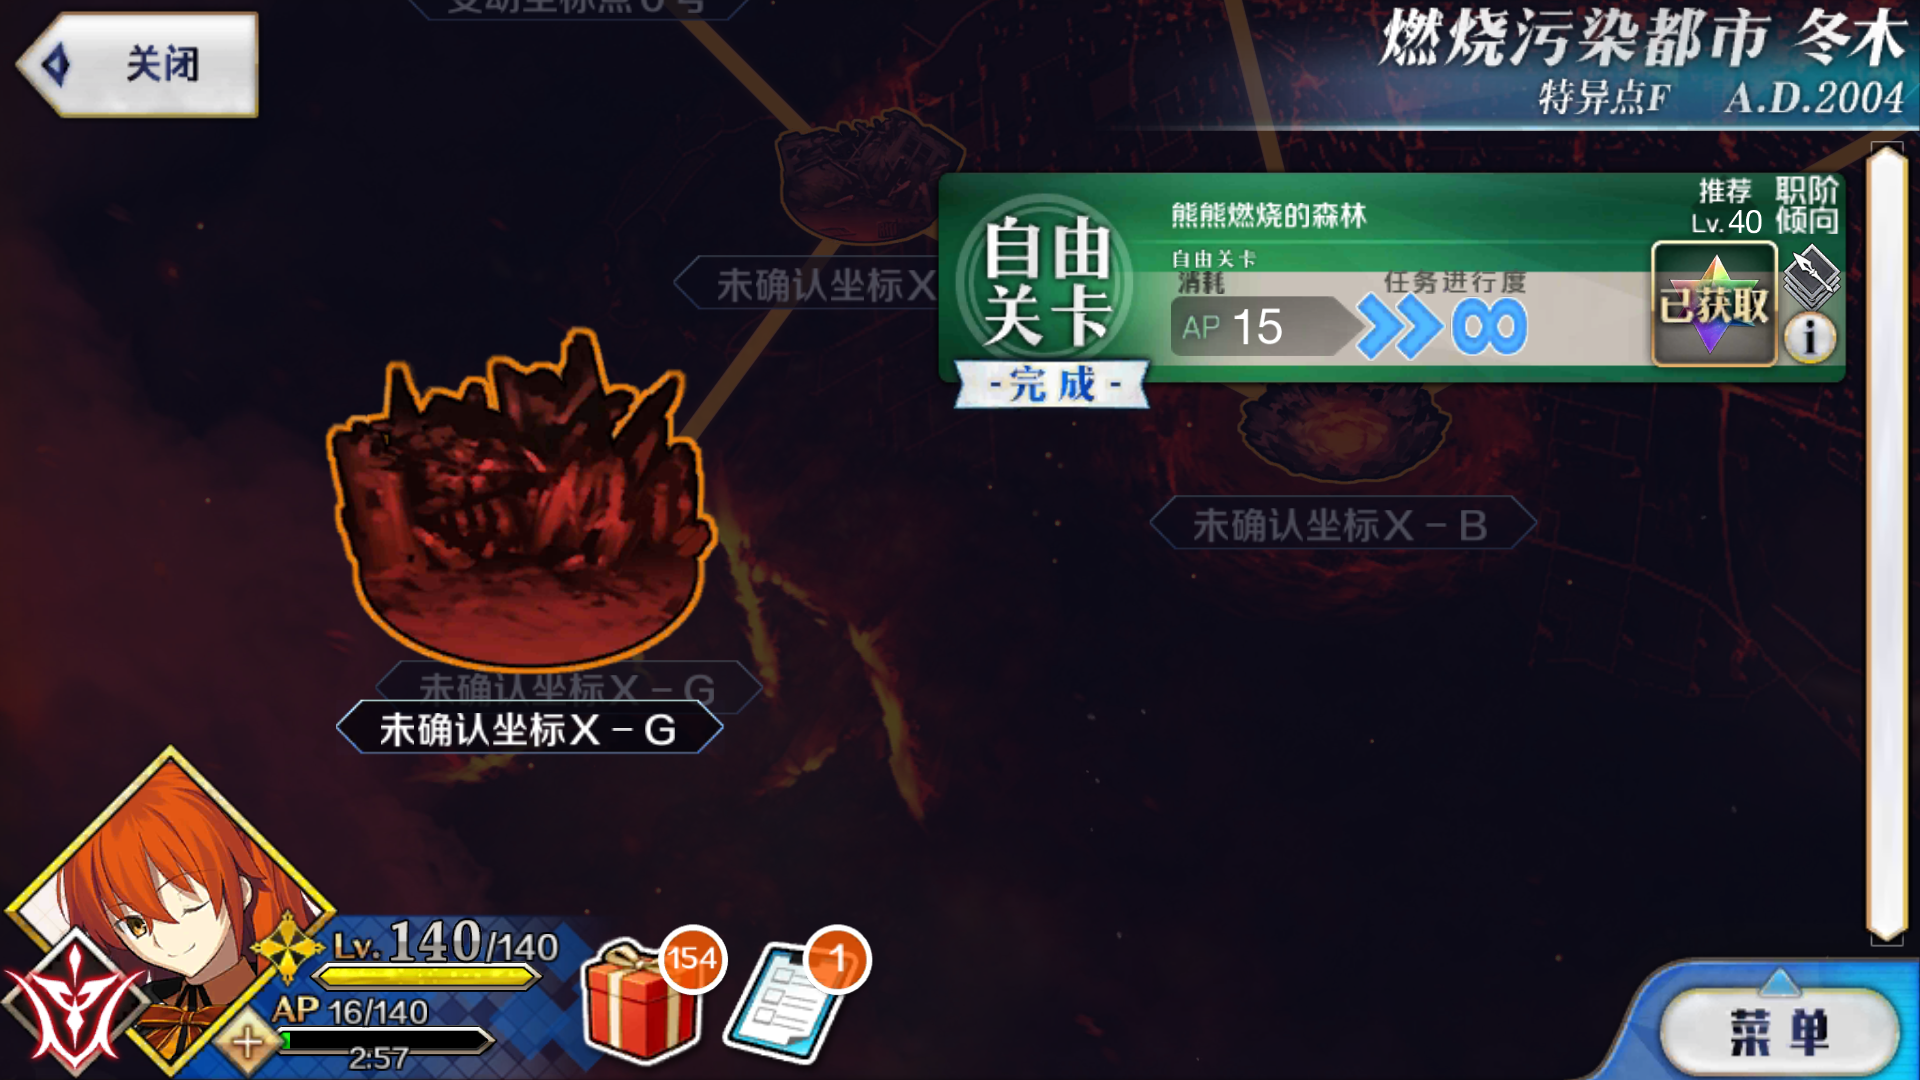 关闭
燃烧污染都市 冬木
特异点F A.D.2004
自由
关卡
-完成-
熊熊燃烧的森林
自由关卡
消耗
AP 15
任务进行度
∞
推荐
Lv.40
职阶
倾向
已获取
i
未确认坐标X
未确认坐标X－B
未确认坐标X－G
未确认坐标X－G
Lv.140/140
AP 16/140
2:57
154
1
菜单